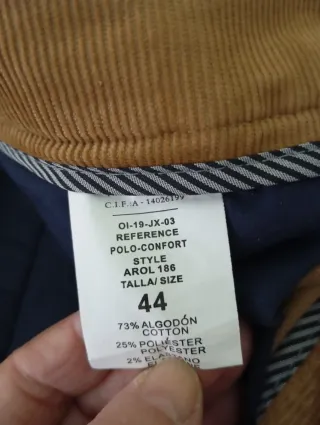 C.I.F.:A - 14026199
OI-19-JX-03
REFERENCE
POLO-CONFORT
STYLE
AROL 186
TALLA/ SIZE
44
73% ALGODÓN
COTTON
25% POLIÉSTER
POLYESTER
2% ELASTANO